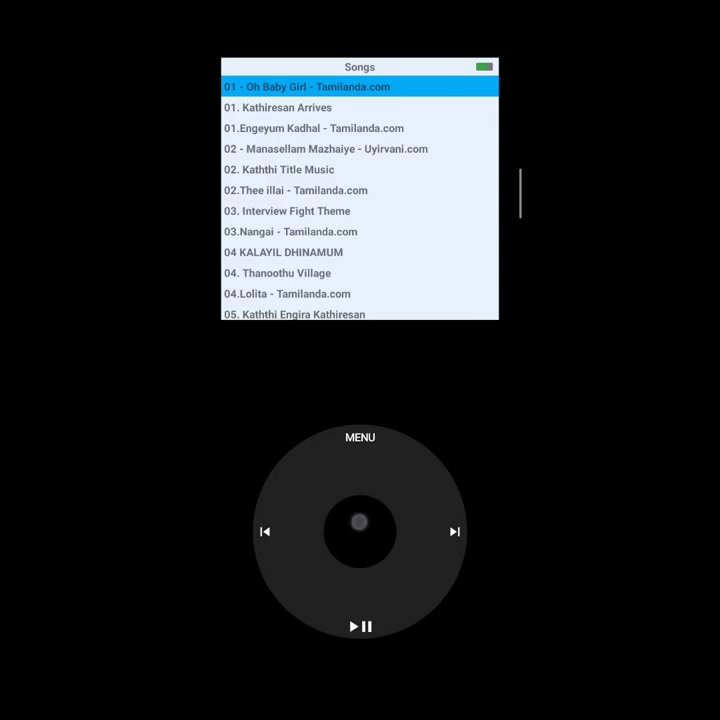 Songs
01 - Oh Baby Girl - Tamilanda.com
01. Kathiresan Arrives
01.Engeyum Kadhal - Tamilanda.com
02 - Manasellam Mazhaiye - Uyirvani.com
02. Kaththi Title Music
02.Thee illai - Tamilanda.com
03. Interview Fight Theme
03.Nangai - Tamilanda.com
04 KALAYIL DHINAMUM
04. Thanoothu Village
04.Lolita - Tamilanda.com
05. Kaththi Engira Kathiresan
MENU